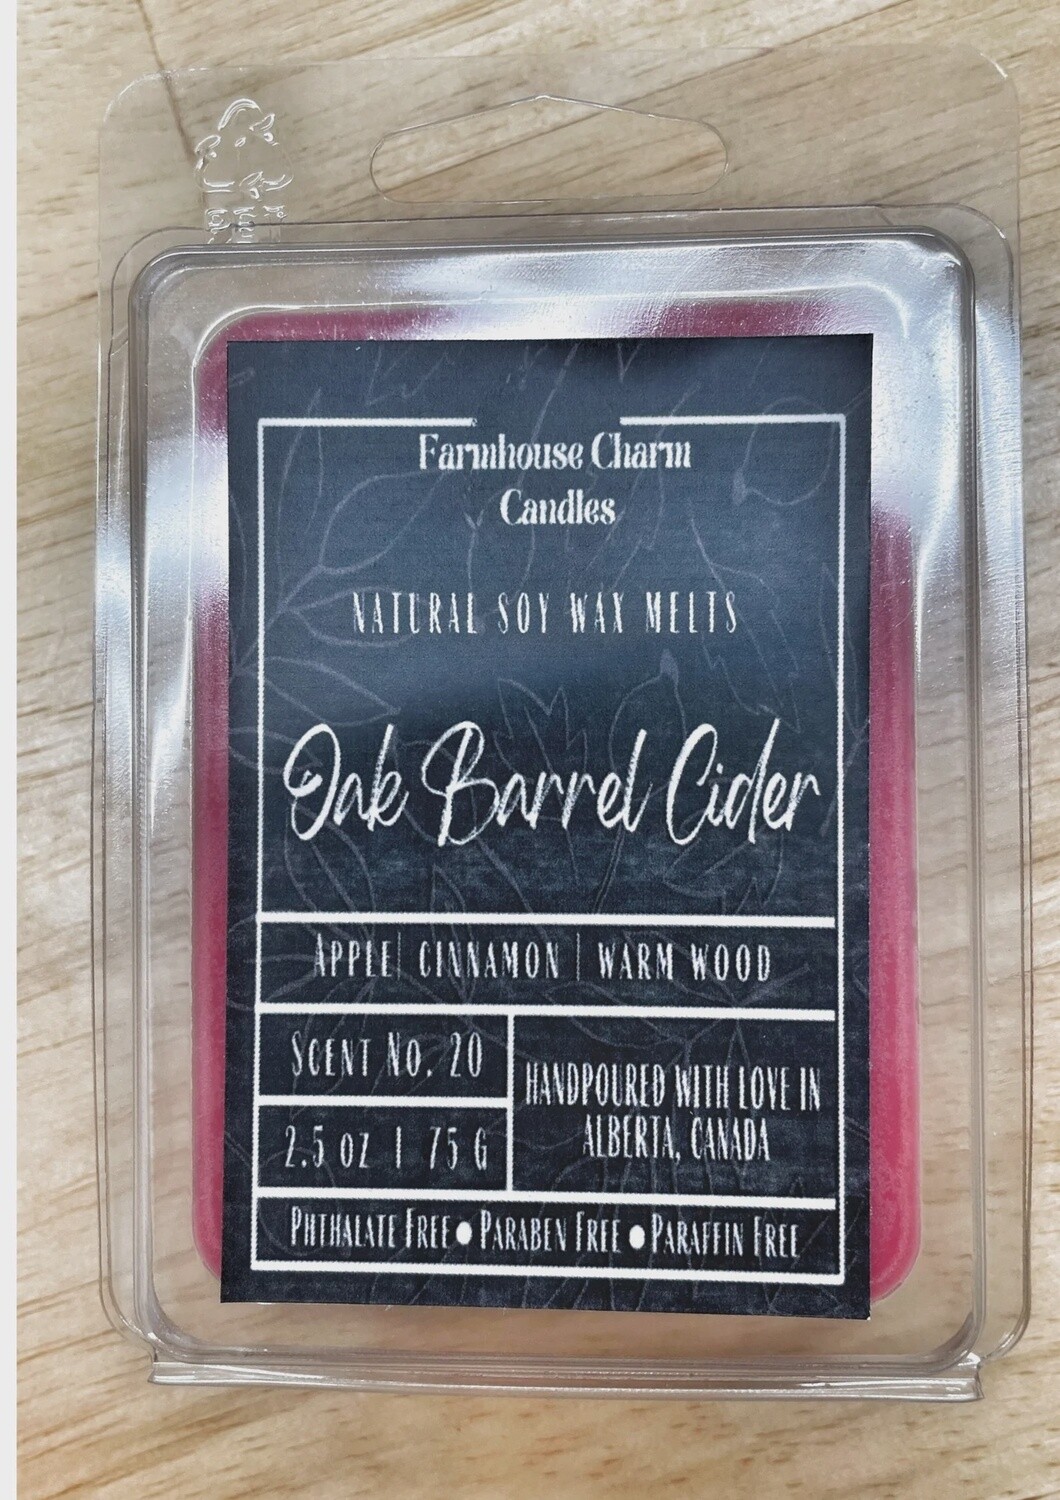 Farmhouse Charm
Candles
NATURAL SOY WAX MELTS
Oak Barrel Cider
APPLE| CINNAMON | WARM WOOD
SCENT NO. 20
2.5 OZ | 75 G
HANDPOURED WITH LOVE IN
ALBERTA, CANADA
PHTHALATE FREE ● PARABEN FREE ● PARAFFIN FREE